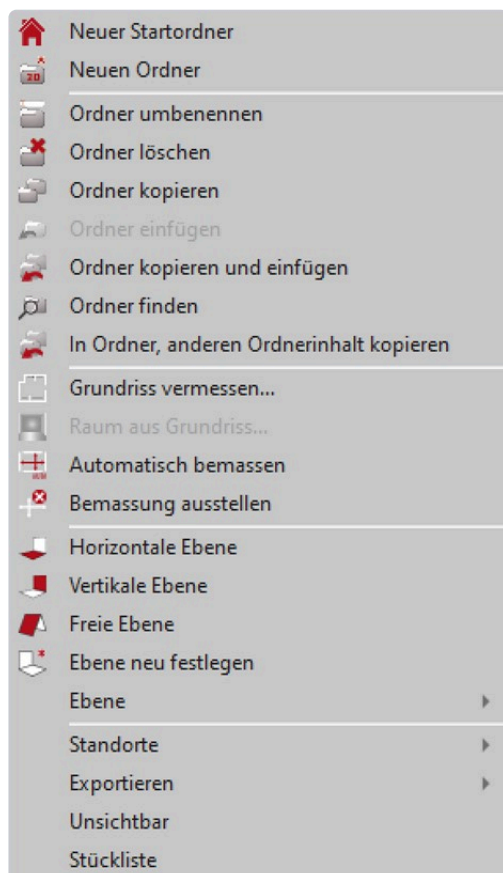 Neuer Startordner
Neuen Ordner
Ordner umbenennen
Ordner löschen
Ordner kopieren
Ordner einfügen
Ordner kopieren und einfügen
Ordner finden
In Ordner, anderen Ordnerinhalt kopieren
Grundriss vermessen...
Raum aus Grundriss...
Automatisch bemassen
Bemassung ausstellen
Horizontale Ebene
Vertikale Ebene
Freie Ebene
Ebene neu festlegen
Ebene
Standorte
Exportieren
Unsichtbar
Stückliste